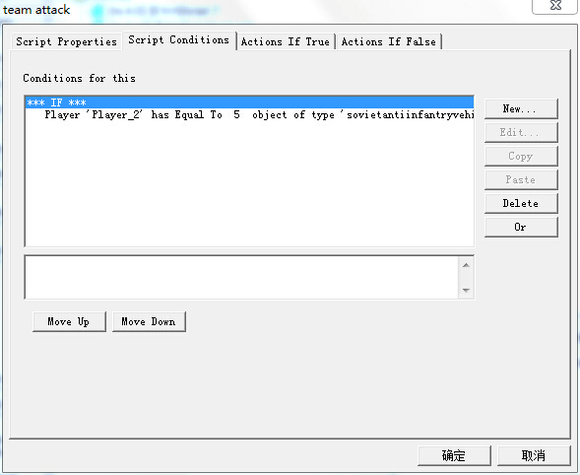 team attack
Script Properties Script Conditions Actions If True Actions If False
Conditions for this
*** IF ***
Player 'Player_2' has Equal To 5 object of type 'sovietantiinfantryvehi
New...
Edit...
Copy
Paste
Delete
Or
Move Up Move Down
确定 取消